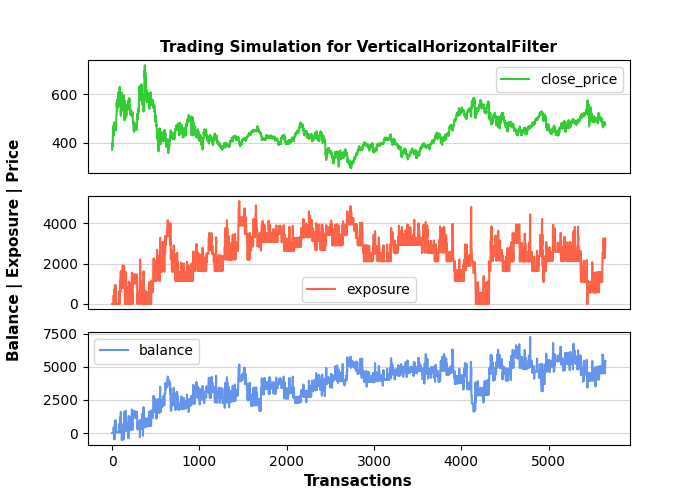 Trading Simulation for VerticalHorizontalFilter
close_price
600
400
Balance | Exposure | Price
4000
2000
0
exposure
7500
5000
2500
0
balance
0 1000 2000 3000 4000 5000
Transactions